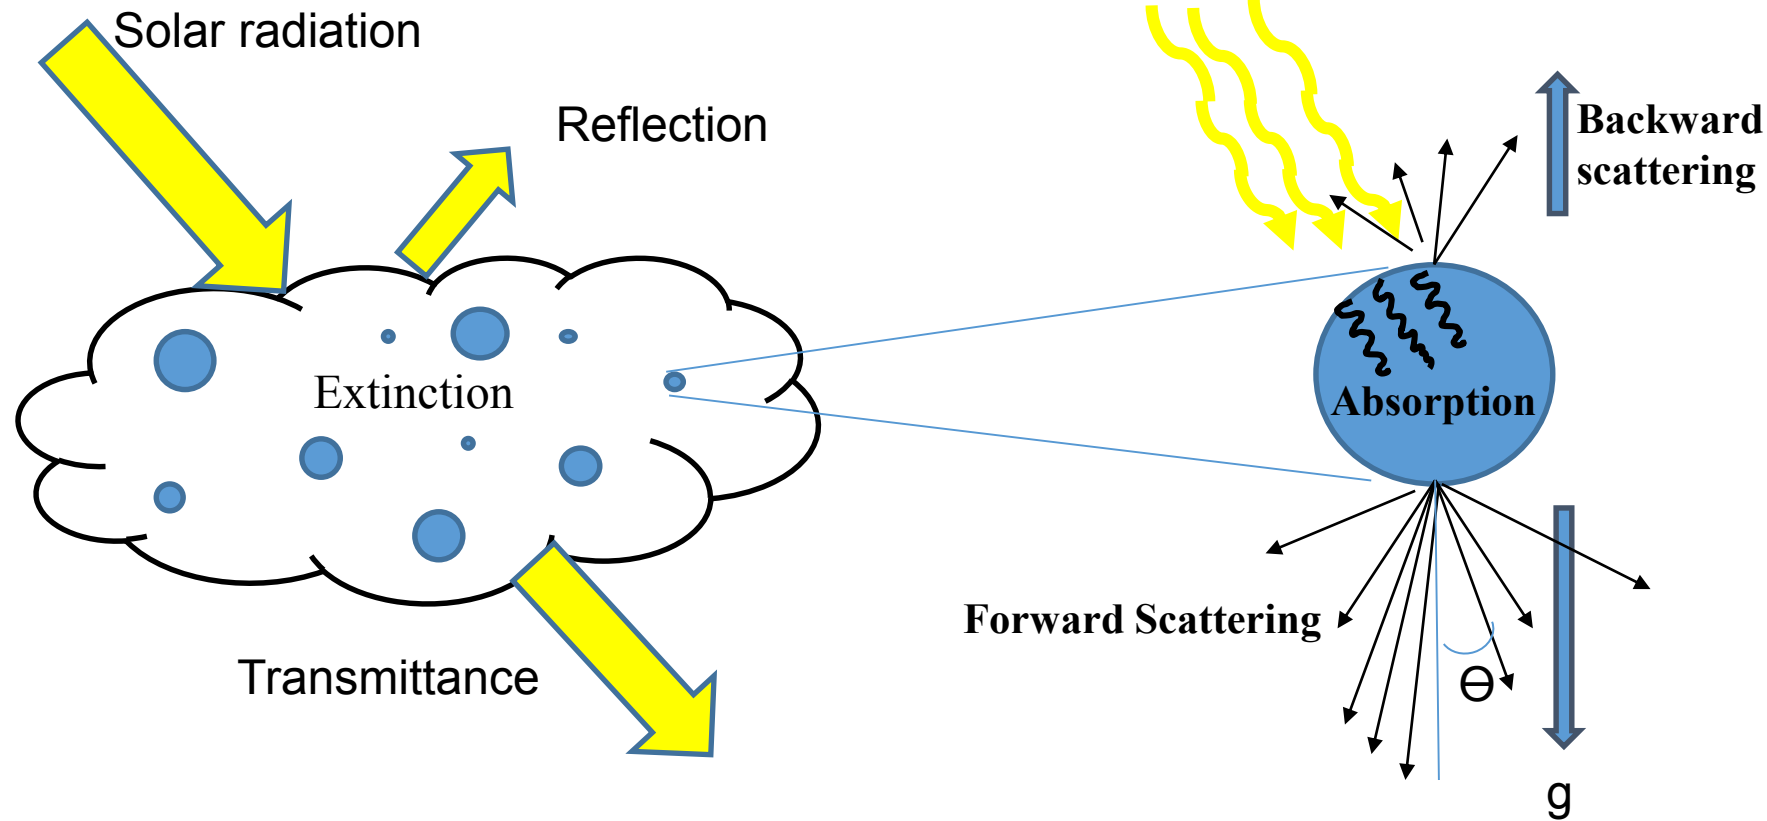 Solar radiation
Reflection
Extinction
Transmittance
Backward
scattering
Absorption
Forward Scattering
Ө
g